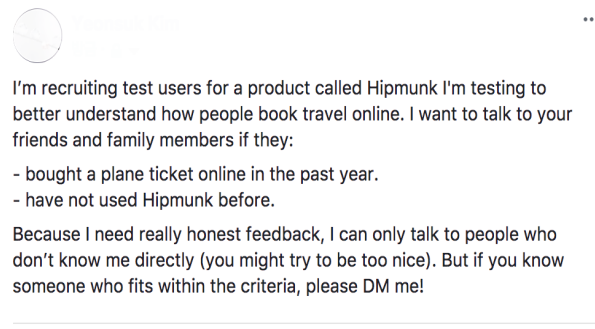 I'm recruiting test users for a product called Hipmunk I'm testing to
better understand how people book travel online. I want to talk to your
friends and family members if they:
- bought a plane ticket online in the past year.
- have not used Hipmunk before.
Because I need really honest feedback, I can only talk to people who
don't know me directly (you might try to be too nice). But if you know
someone who fits within the criteria, please DM me!